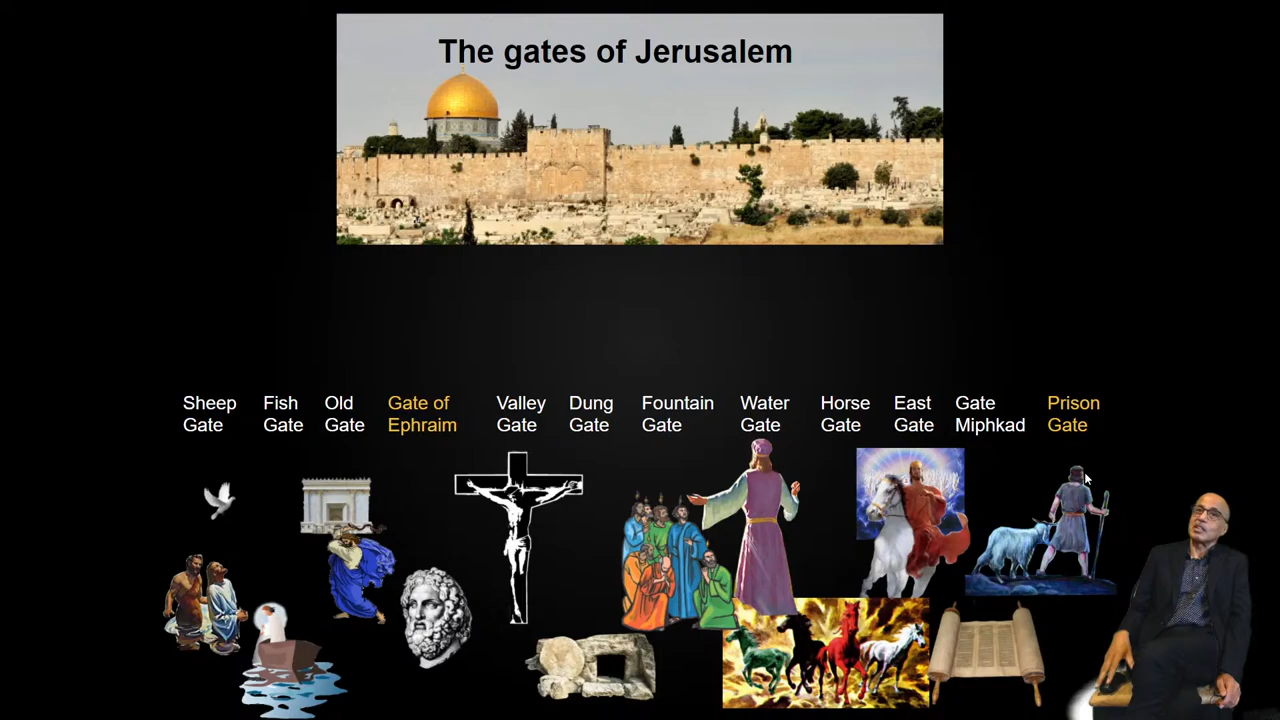 The gates of Jerusalem
Sheep Gate
Fish Gate
Old Gate
Gate of Ephraim
Valley Gate
Dung Gate
Fountain Gate
Water Gate
Horse Gate
East Gate
Gate Miphkad
Prison Gate